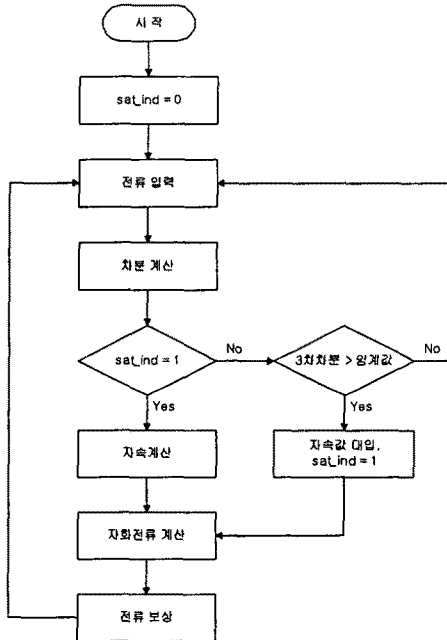 시 작
sat_ind = 0
전류 입력
차분 계산
sat_ind = 1
No
3차차분 > 임계값
No
Yes
Yes
자속계산
자속값 대입,
sat_ind = 1
자화전류 계산
전류 보상